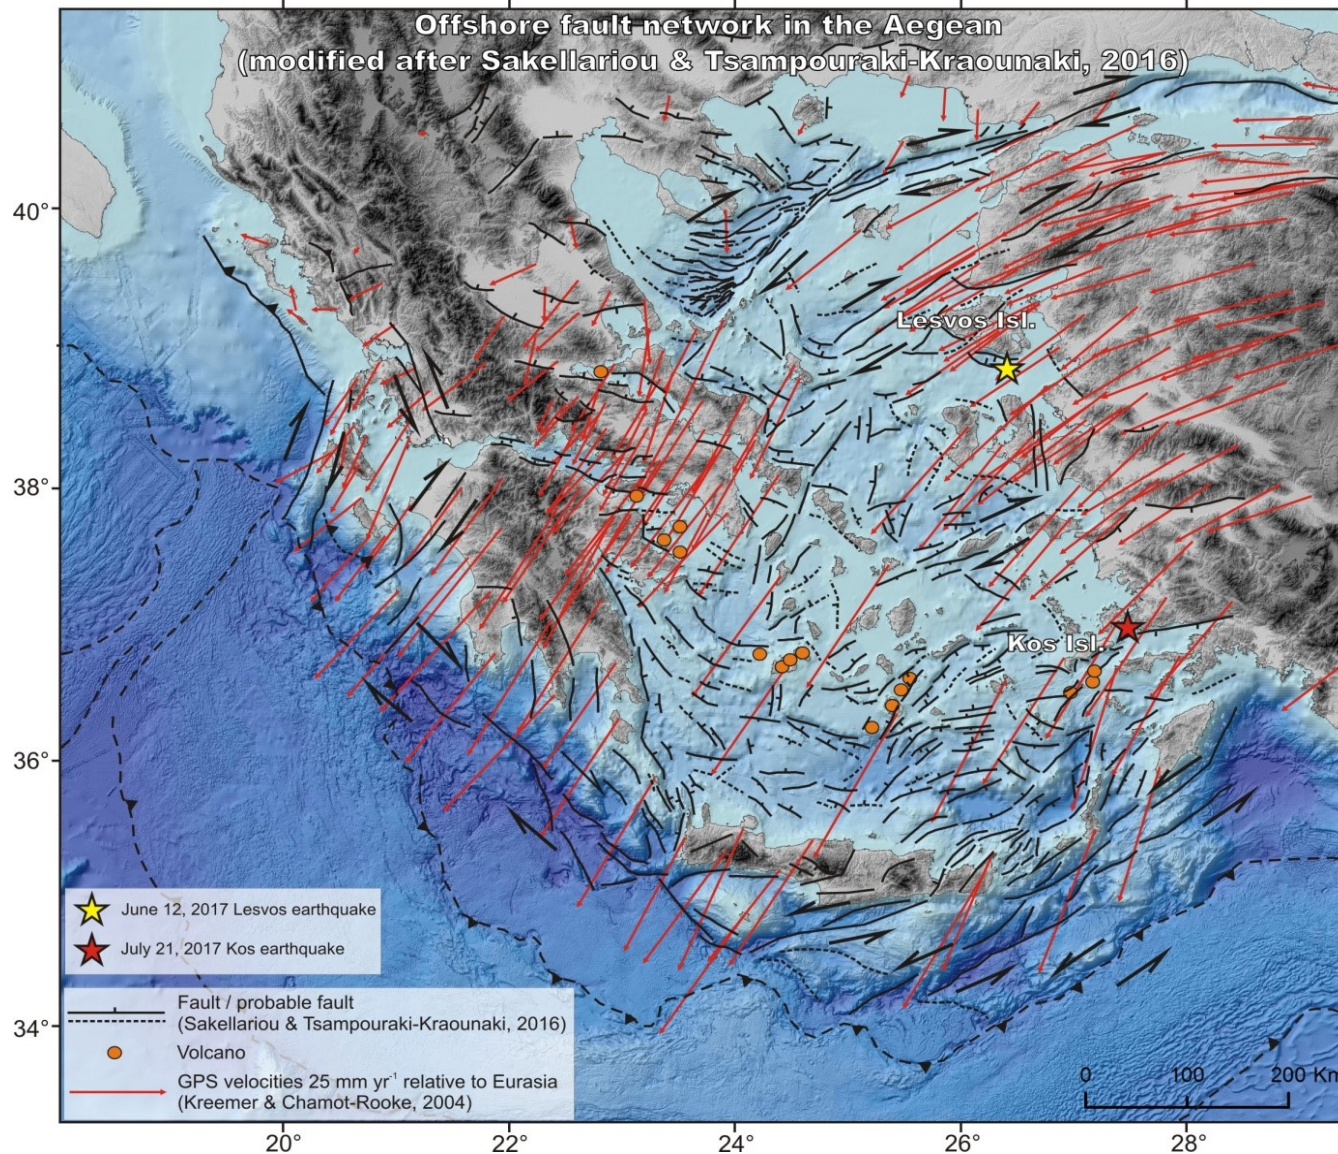 Offshore fault network in the Aegean
(modified after Sakellariou & Tsampouraki-Kraounaki, 2016)
40°
Lesvos Isl.
38°
Kos Isl.
36°
June 12, 2017 Lesvos earthquake
July 21, 2017 Kos earthquake
Fault / probable fault
(Sakellariou & Tsampouraki-Kraounaki, 2016)
34°
Volcano
GPS velocities 25 mm yr⁻¹ relative to Eurasia
(Kreemer & Chamot-Rooke, 2004)
0 100 200 Km
20° 22° 24° 26° 28°